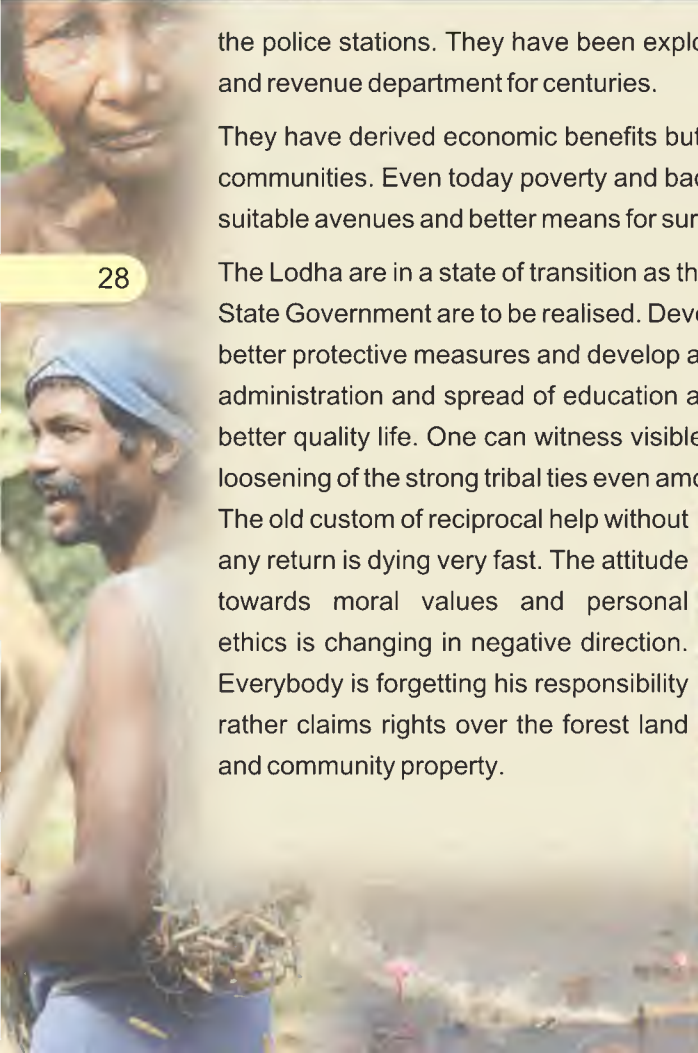 the police stations. They have been explo
and revenue department for centuries.
They have derived economic benefits but
communities. Even today poverty and bac
suitable avenues and better means for sur
28
The Lodha are in a state of transition as th
State Government are to be realised. Deve
better protective measures and develop a
administration and spread of education a
better quality life. One can witness visible
loosening of the strong tribal ties even amo
The old custom of reciprocal help without
any return is dying very fast. The attitude
towards moral values and personal
ethics is changing in negative direction.
Everybody is forgetting his responsibility
rather claims rights over the forest land
and community property.